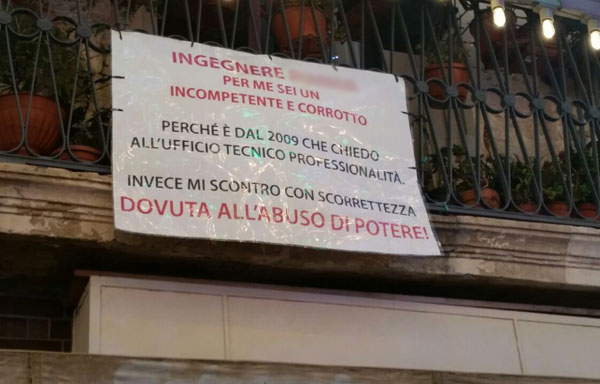 INGEGNERE
PER ME SEI UN
INCOMPETENTE E CORROTTO
PERCHÉ È DAL 2009 CHE CHIEDO
ALL'UFFICIO TECNICO PROFESSIONALITÀ.
INVECE MI SCONTRO CON SCORRETTEZZA
DOVUTA ALL'ABUSO DI POTERE!